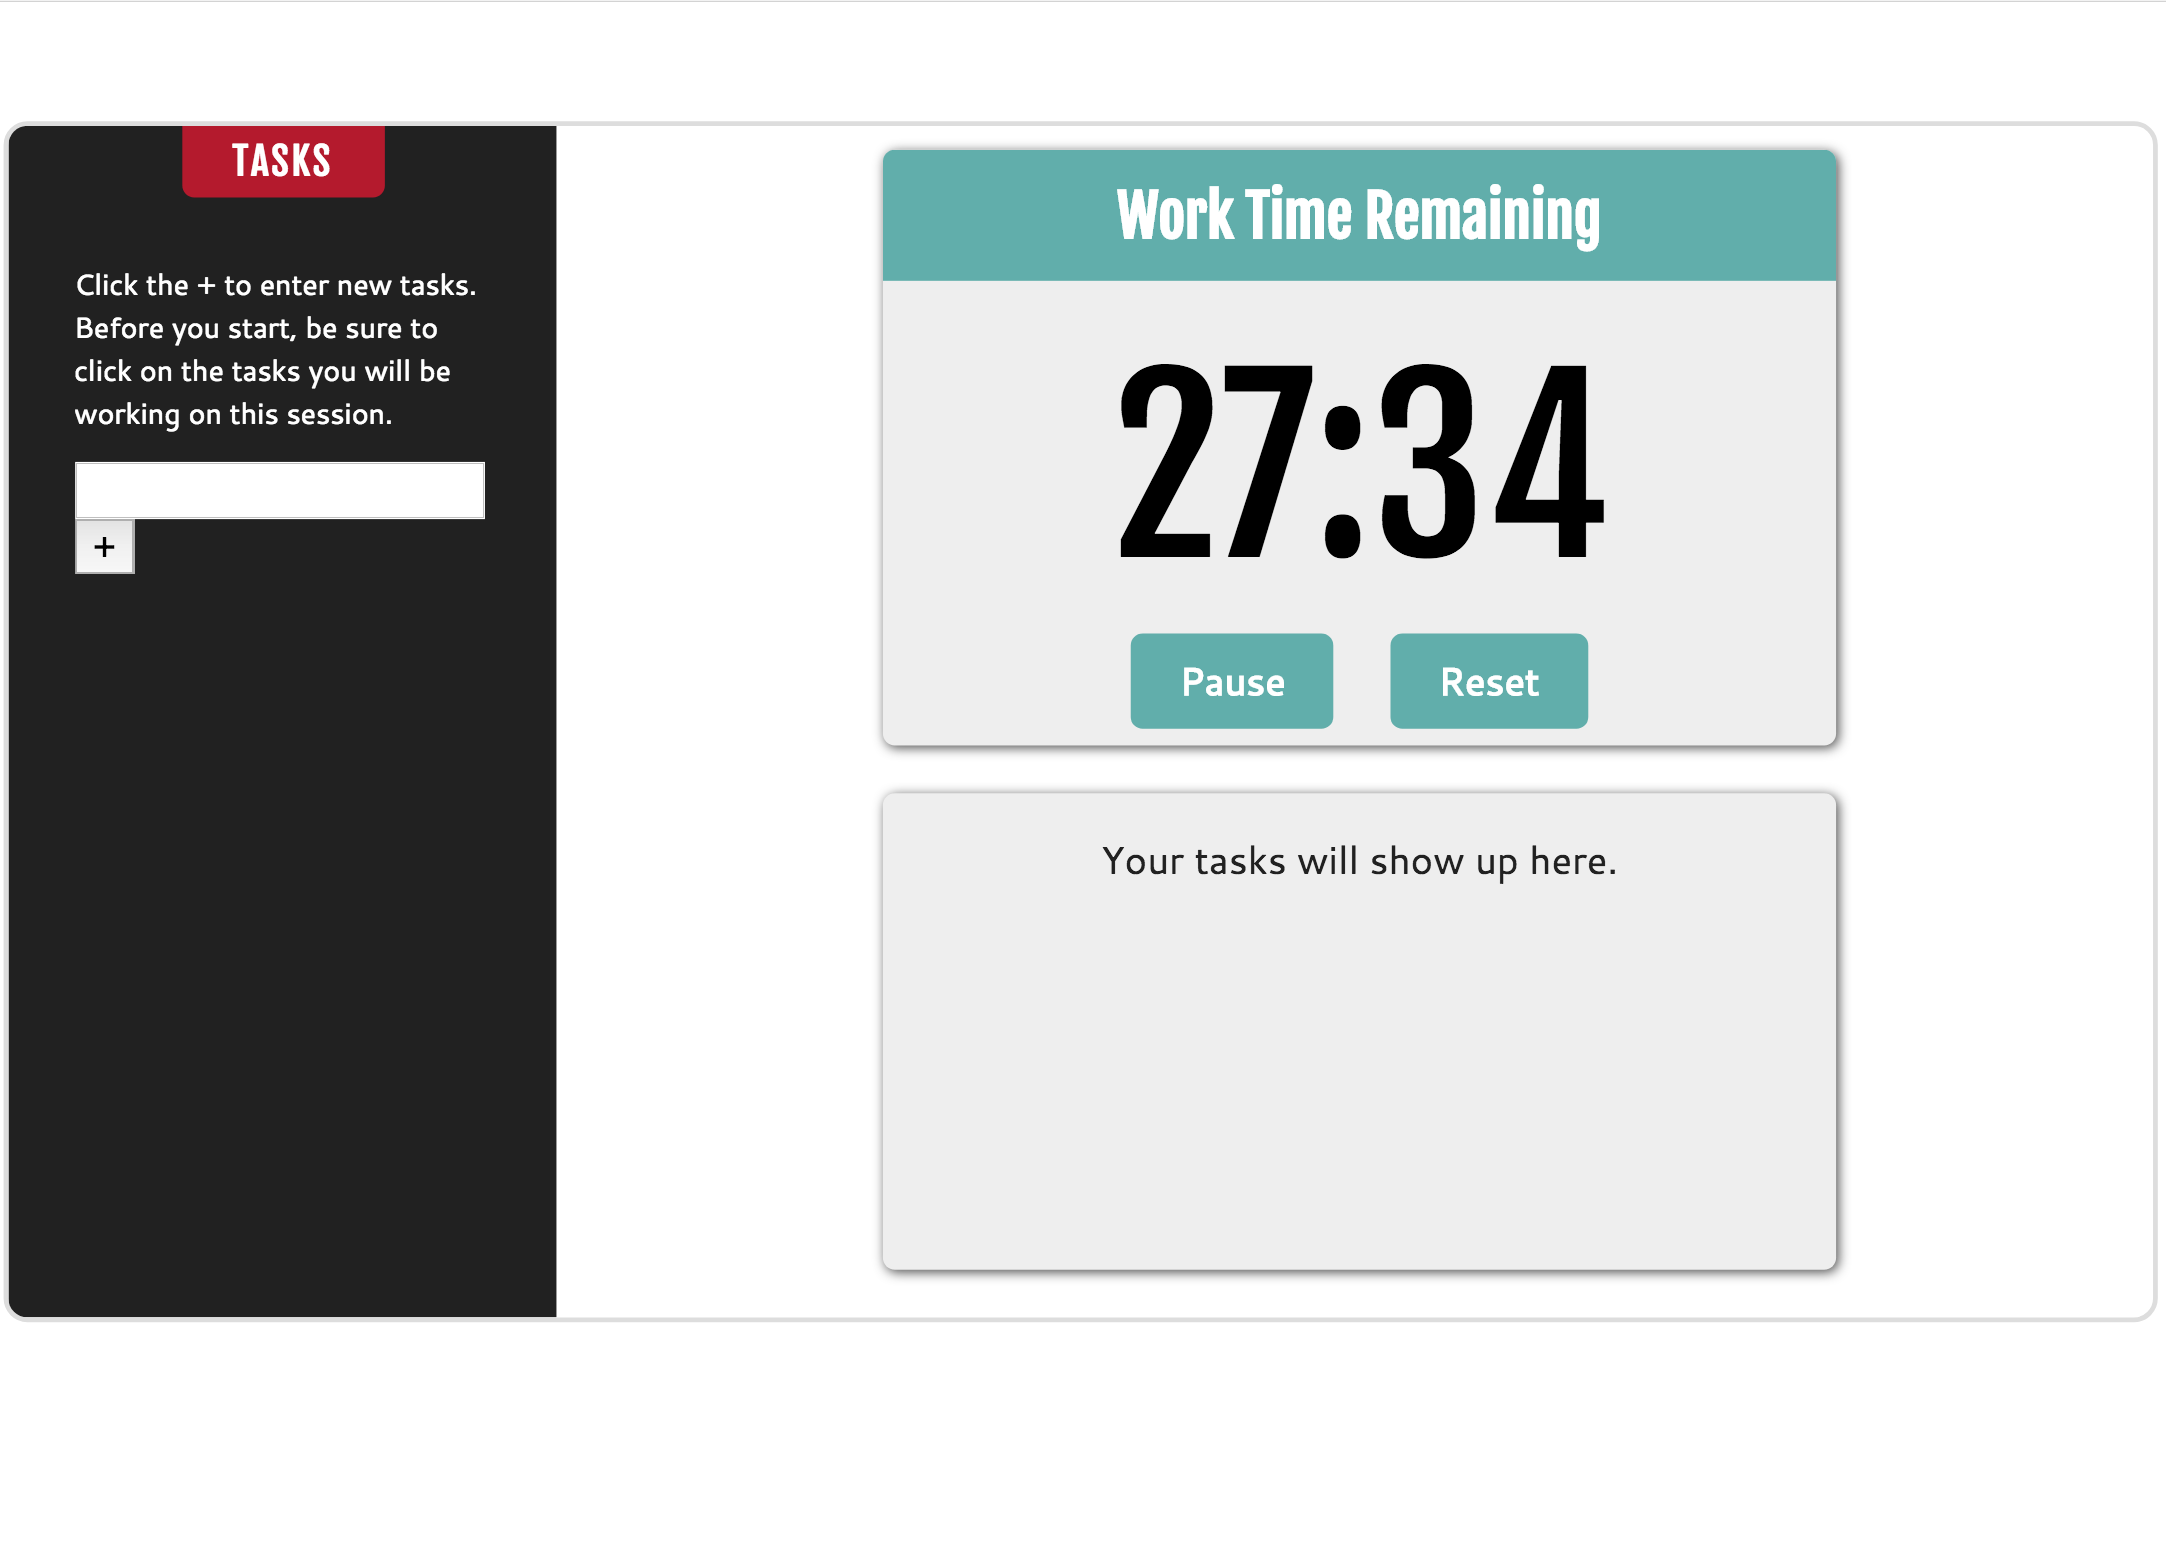 TASKS
Click the + to enter new tasks.
Before you start, be sure to
click on the tasks you will be
working on this session.
+
Work Time Remaining
27:34
Pause Reset
Your tasks will show up here.